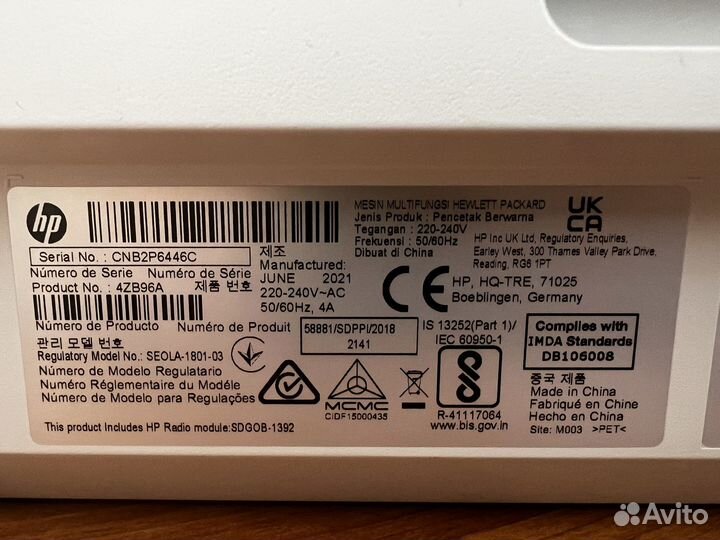 hp
Serial No. : CNB2P6446C
Número de Serie Número de Série
Product No. : 4ZB96A 제품 번호
Número de Producto Número de Produit
관리 모델 번호
Regulatory Model No.: SEOLA-1801-03
Número de Modelo Regulatorio
Numéro Réglementaire du Modèle
Número de Modelo para Regulações
This product Includes HP Radio module:SDGOB-1392
제조
Manufactured:
JUNE 2021
220-240V~AC
50/60Hz, 4A
58881/SDPPI/2018
2141
MCMC
CIDF15000435
MESIN MULTIFUNGSI HEWLETT PACKARD
Jenis Produk : Pencetak Berwarna
Tegangan : 220-240V
Frekuensi : 50/60Hz
Dibuat di China
CE
UK
CA
HP Inc UK Ltd, Regulatory Enquiries,
Earley West, 300 Thames Valley Park Drive,
Reading, RG6 1PT
HP, HQ-TRE, 71025
Boeblingen, Germany
IS 13252(Part 1)/
IEC 60950-1
R-41117064
www.bis.gov.in
Complies with
IMDA Standards
DB106008
중국 제품
Made in China
Fabriqué en Chine
Hecho en China
Site: M003 >PET<
Avito